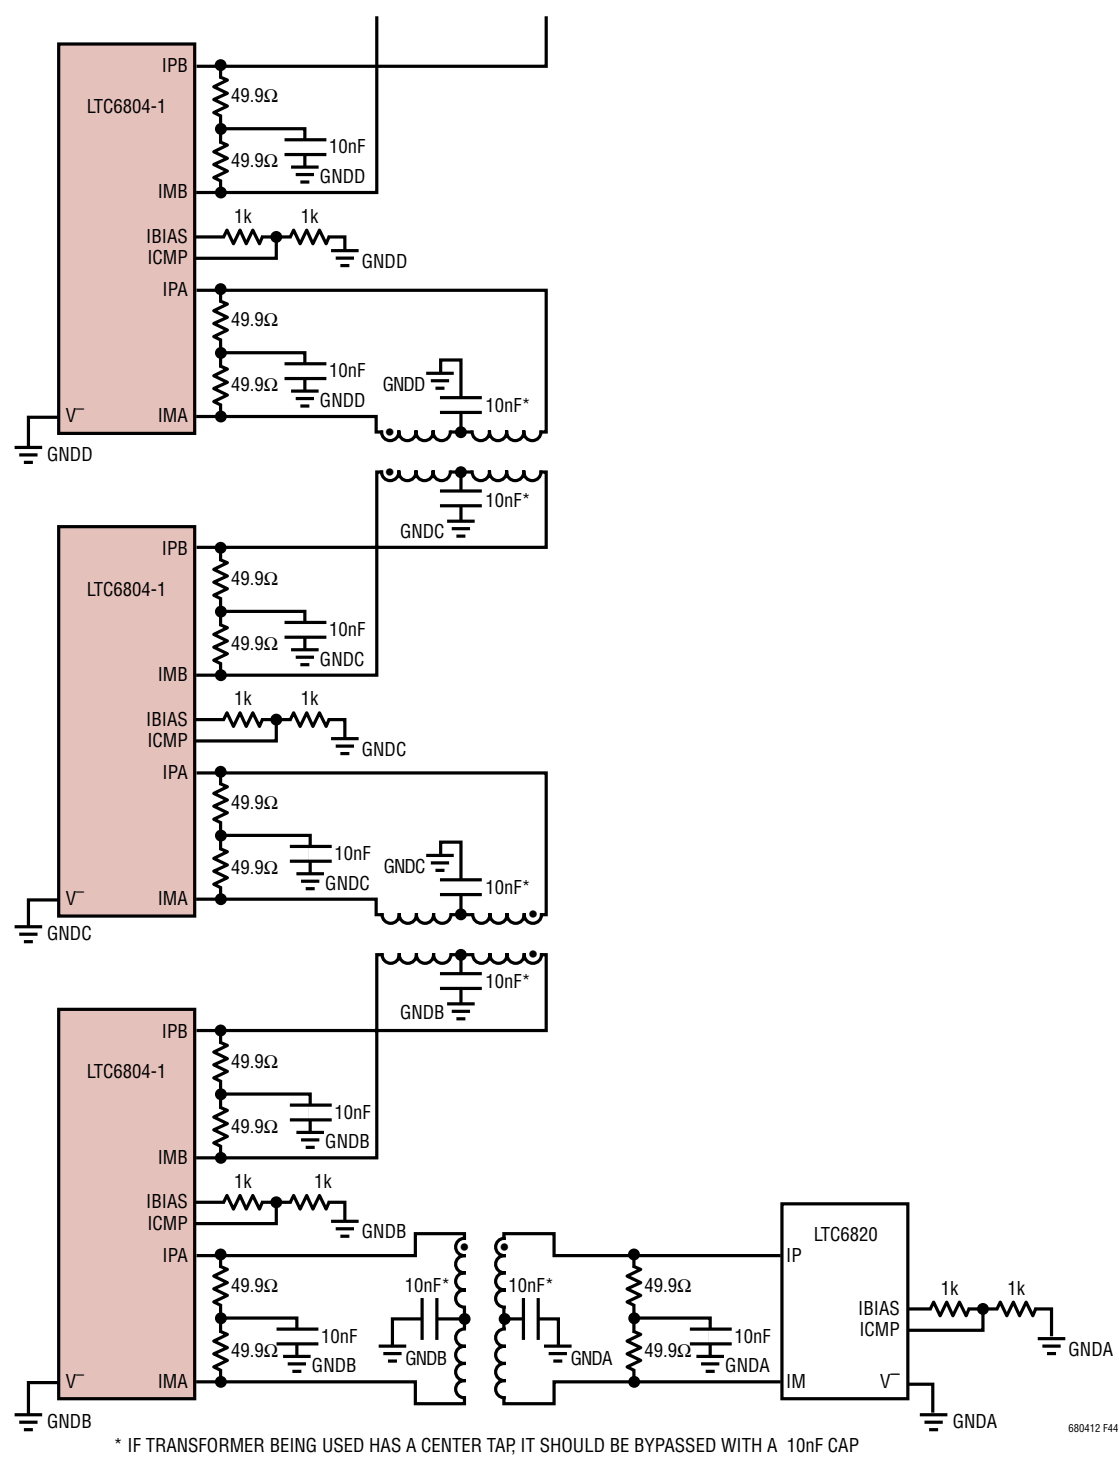 IPB
LTC6804-1
49.9Ω
10nF
49.9Ω
GNDD
IMB
1k 1k
IBIAS
ICMP
GNDD
IPA
49.9Ω
10nF
49.9Ω
GNDD
GNDD
10nF*
V– IMA
GNDD
10nF*
GNDC
IPB
LTC6804-1
49.9Ω
10nF
49.9Ω
GNDC
IMB
1k 1k
IBIAS
ICMP
GNDC
IPA
49.9Ω
10nF
49.9Ω
GNDC
GNDC
10nF*
V– IMA
GNDC
10nF*
GNDB
IPB
LTC6804-1
49.9Ω
10nF
49.9Ω
GNDB
IMB
1k 1k
IBIAS
ICMP
GNDB
IPA
49.9Ω
10nF
49.9Ω
GNDB
V– IMA
GNDB
10nF* 10nF*
GNDB GNDA
LTC6820
IP
49.9Ω
10nF
49.9Ω
GNDA
IM
1k 1k
IBIAS
ICMP
GNDA
V–
GNDA
680412 F44
* IF TRANSFORMER BEING USED HAS A CENTER TAP, IT SHOULD BE BYPASSED WITH A 10nF CAP